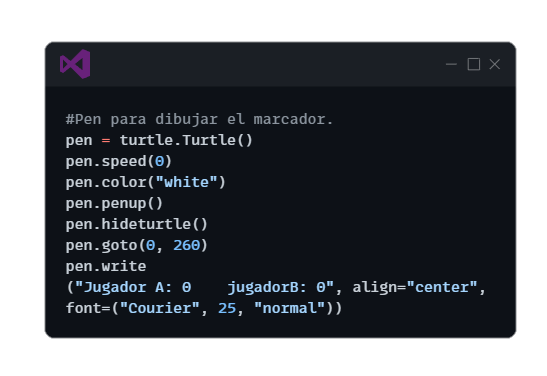 #Pen para dibujar el marcador.
pen = turtle.Turtle()
pen.speed(0)
pen.color("white")
pen.penup()
pen.hideturtle()
pen.goto(0, 260)
pen.write
("Jugador A: 0    jugadorB: 0", align="center",
font=("Courier", 25, "normal"))